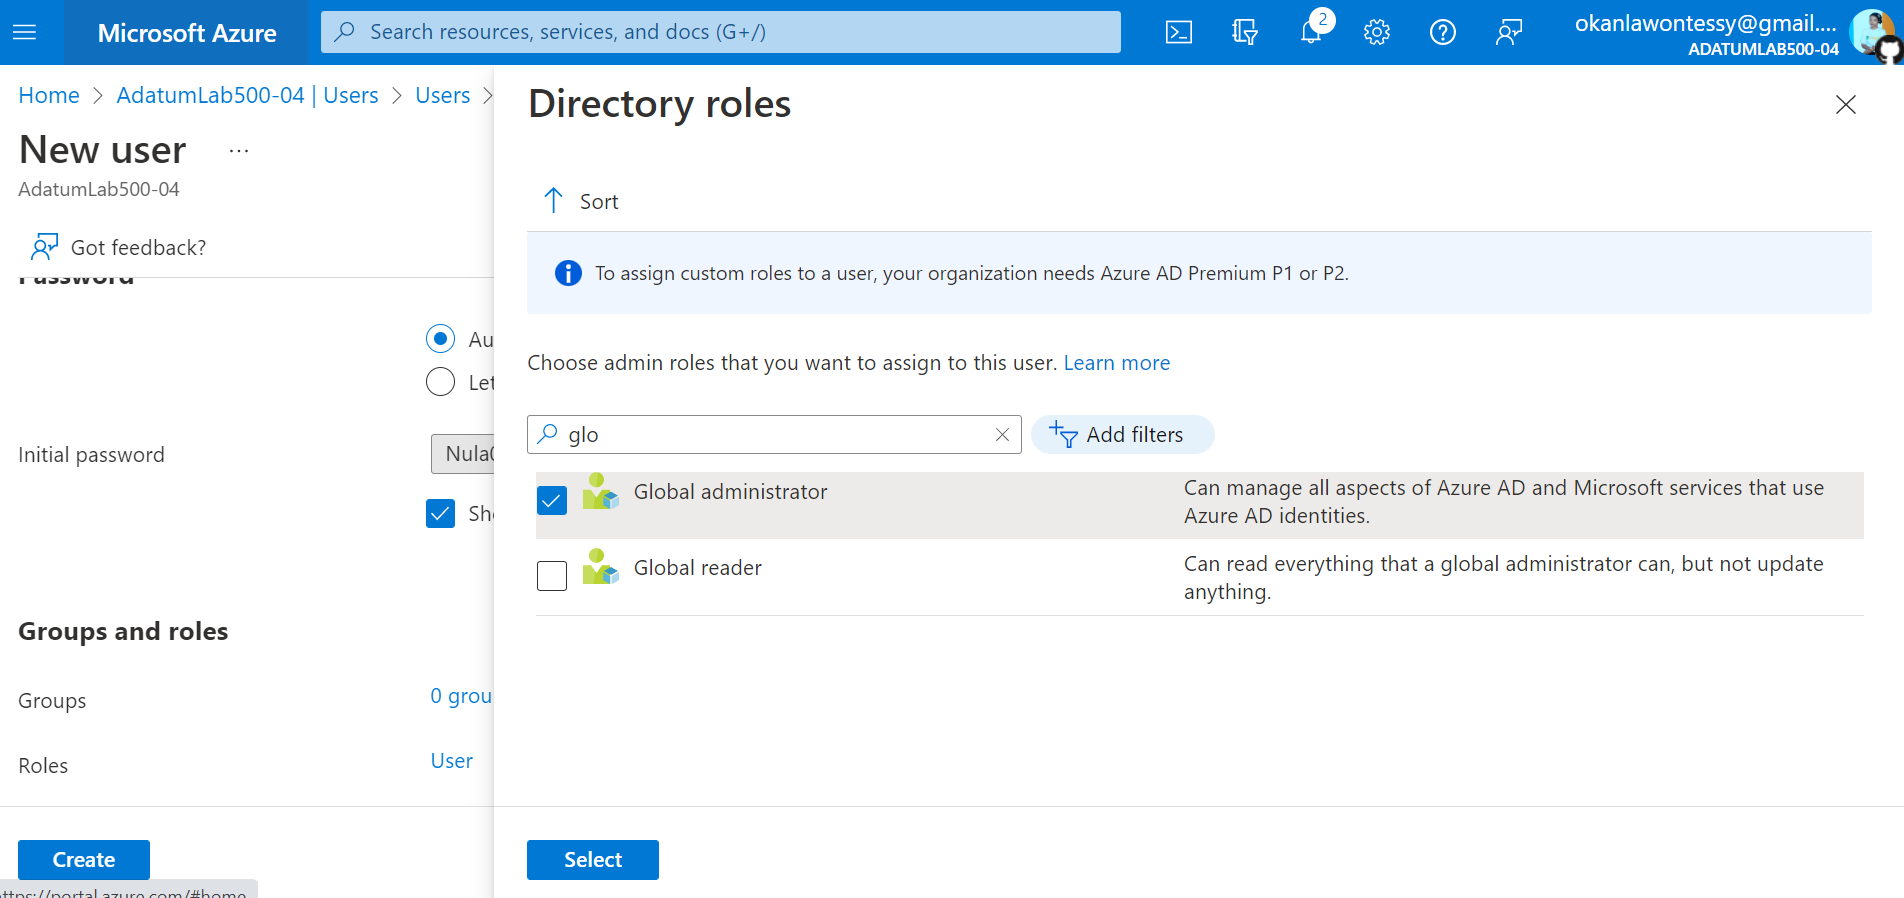 Microsoft Azure
Search resources, services, and docs (G+/)
2
okanlawontessy@gmail....
ADATUMLAB500-04
Home > AdatumLab500-04 | Users > Users >
New user ...
AdatumLab500-04
Got feedback?
Password
Au
Let
Initial password
Nula
Sh
Groups and roles
Groups
0 grou
Roles
User
Create
https://portal.azure.com/#home
Directory roles
Sort
To assign custom roles to a user, your organization needs Azure AD Premium P1 or P2.
Choose admin roles that you want to assign to this user. Learn more
glo
Add filters
Global administrator
Can manage all aspects of Azure AD and Microsoft services that use
Azure AD identities.
Global reader
Can read everything that a global administrator can, but not update
anything.
Select